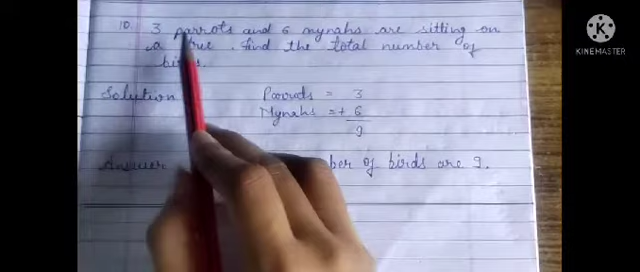 10. 3 parrots and 6 mynahs are sitting on
a tree. Find the total number of
birds.
Solution Parrots = 3
Mynahs = + 6
9
Answer of birds are 9.
KINEMASTER